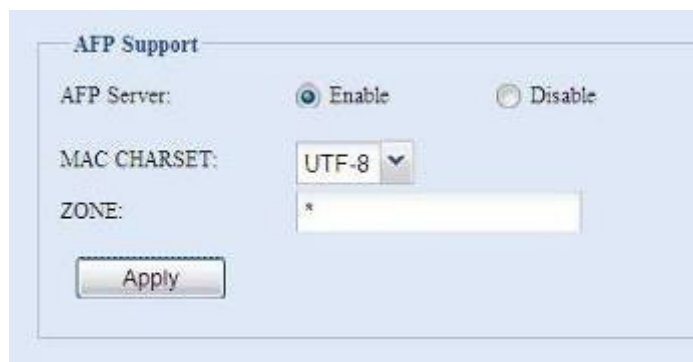 AFP Support
AFP Server: Enable Disable
MAC CHARSET: UTF-8
ZONE: *
Apply